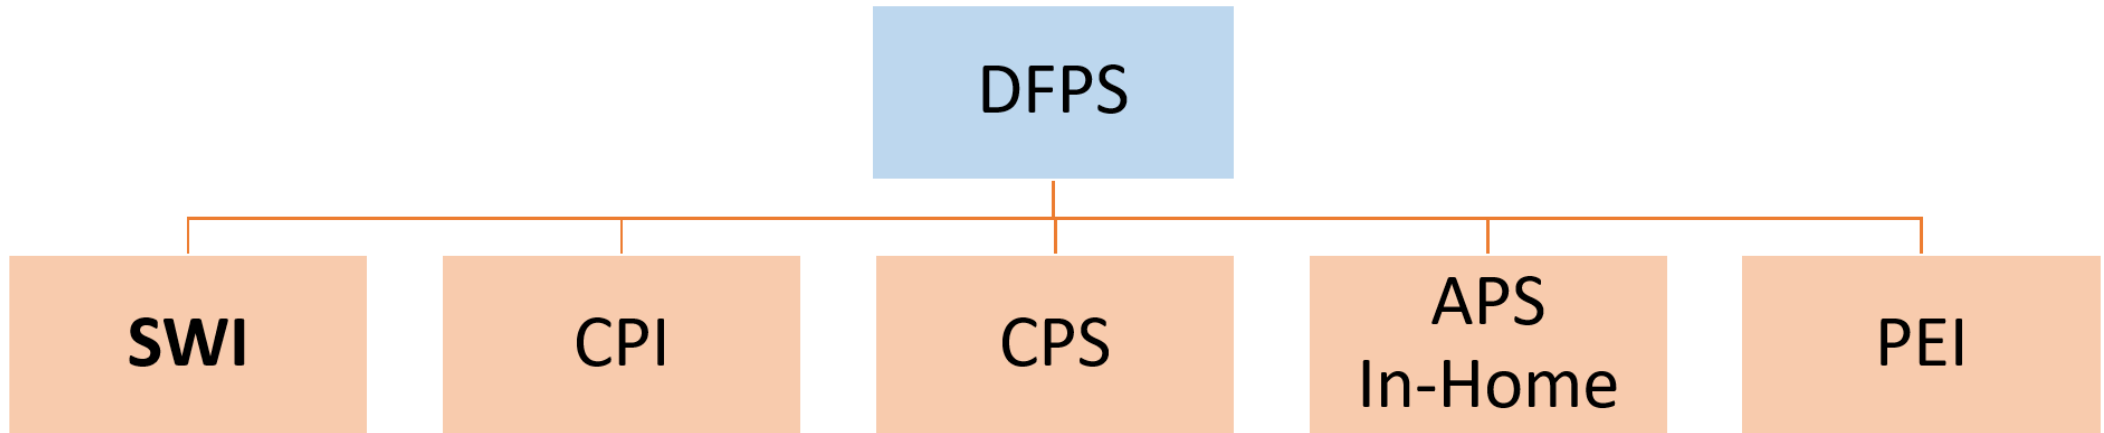 DFPS
SWI
CPI
CPS
APS
In-Home
PEI